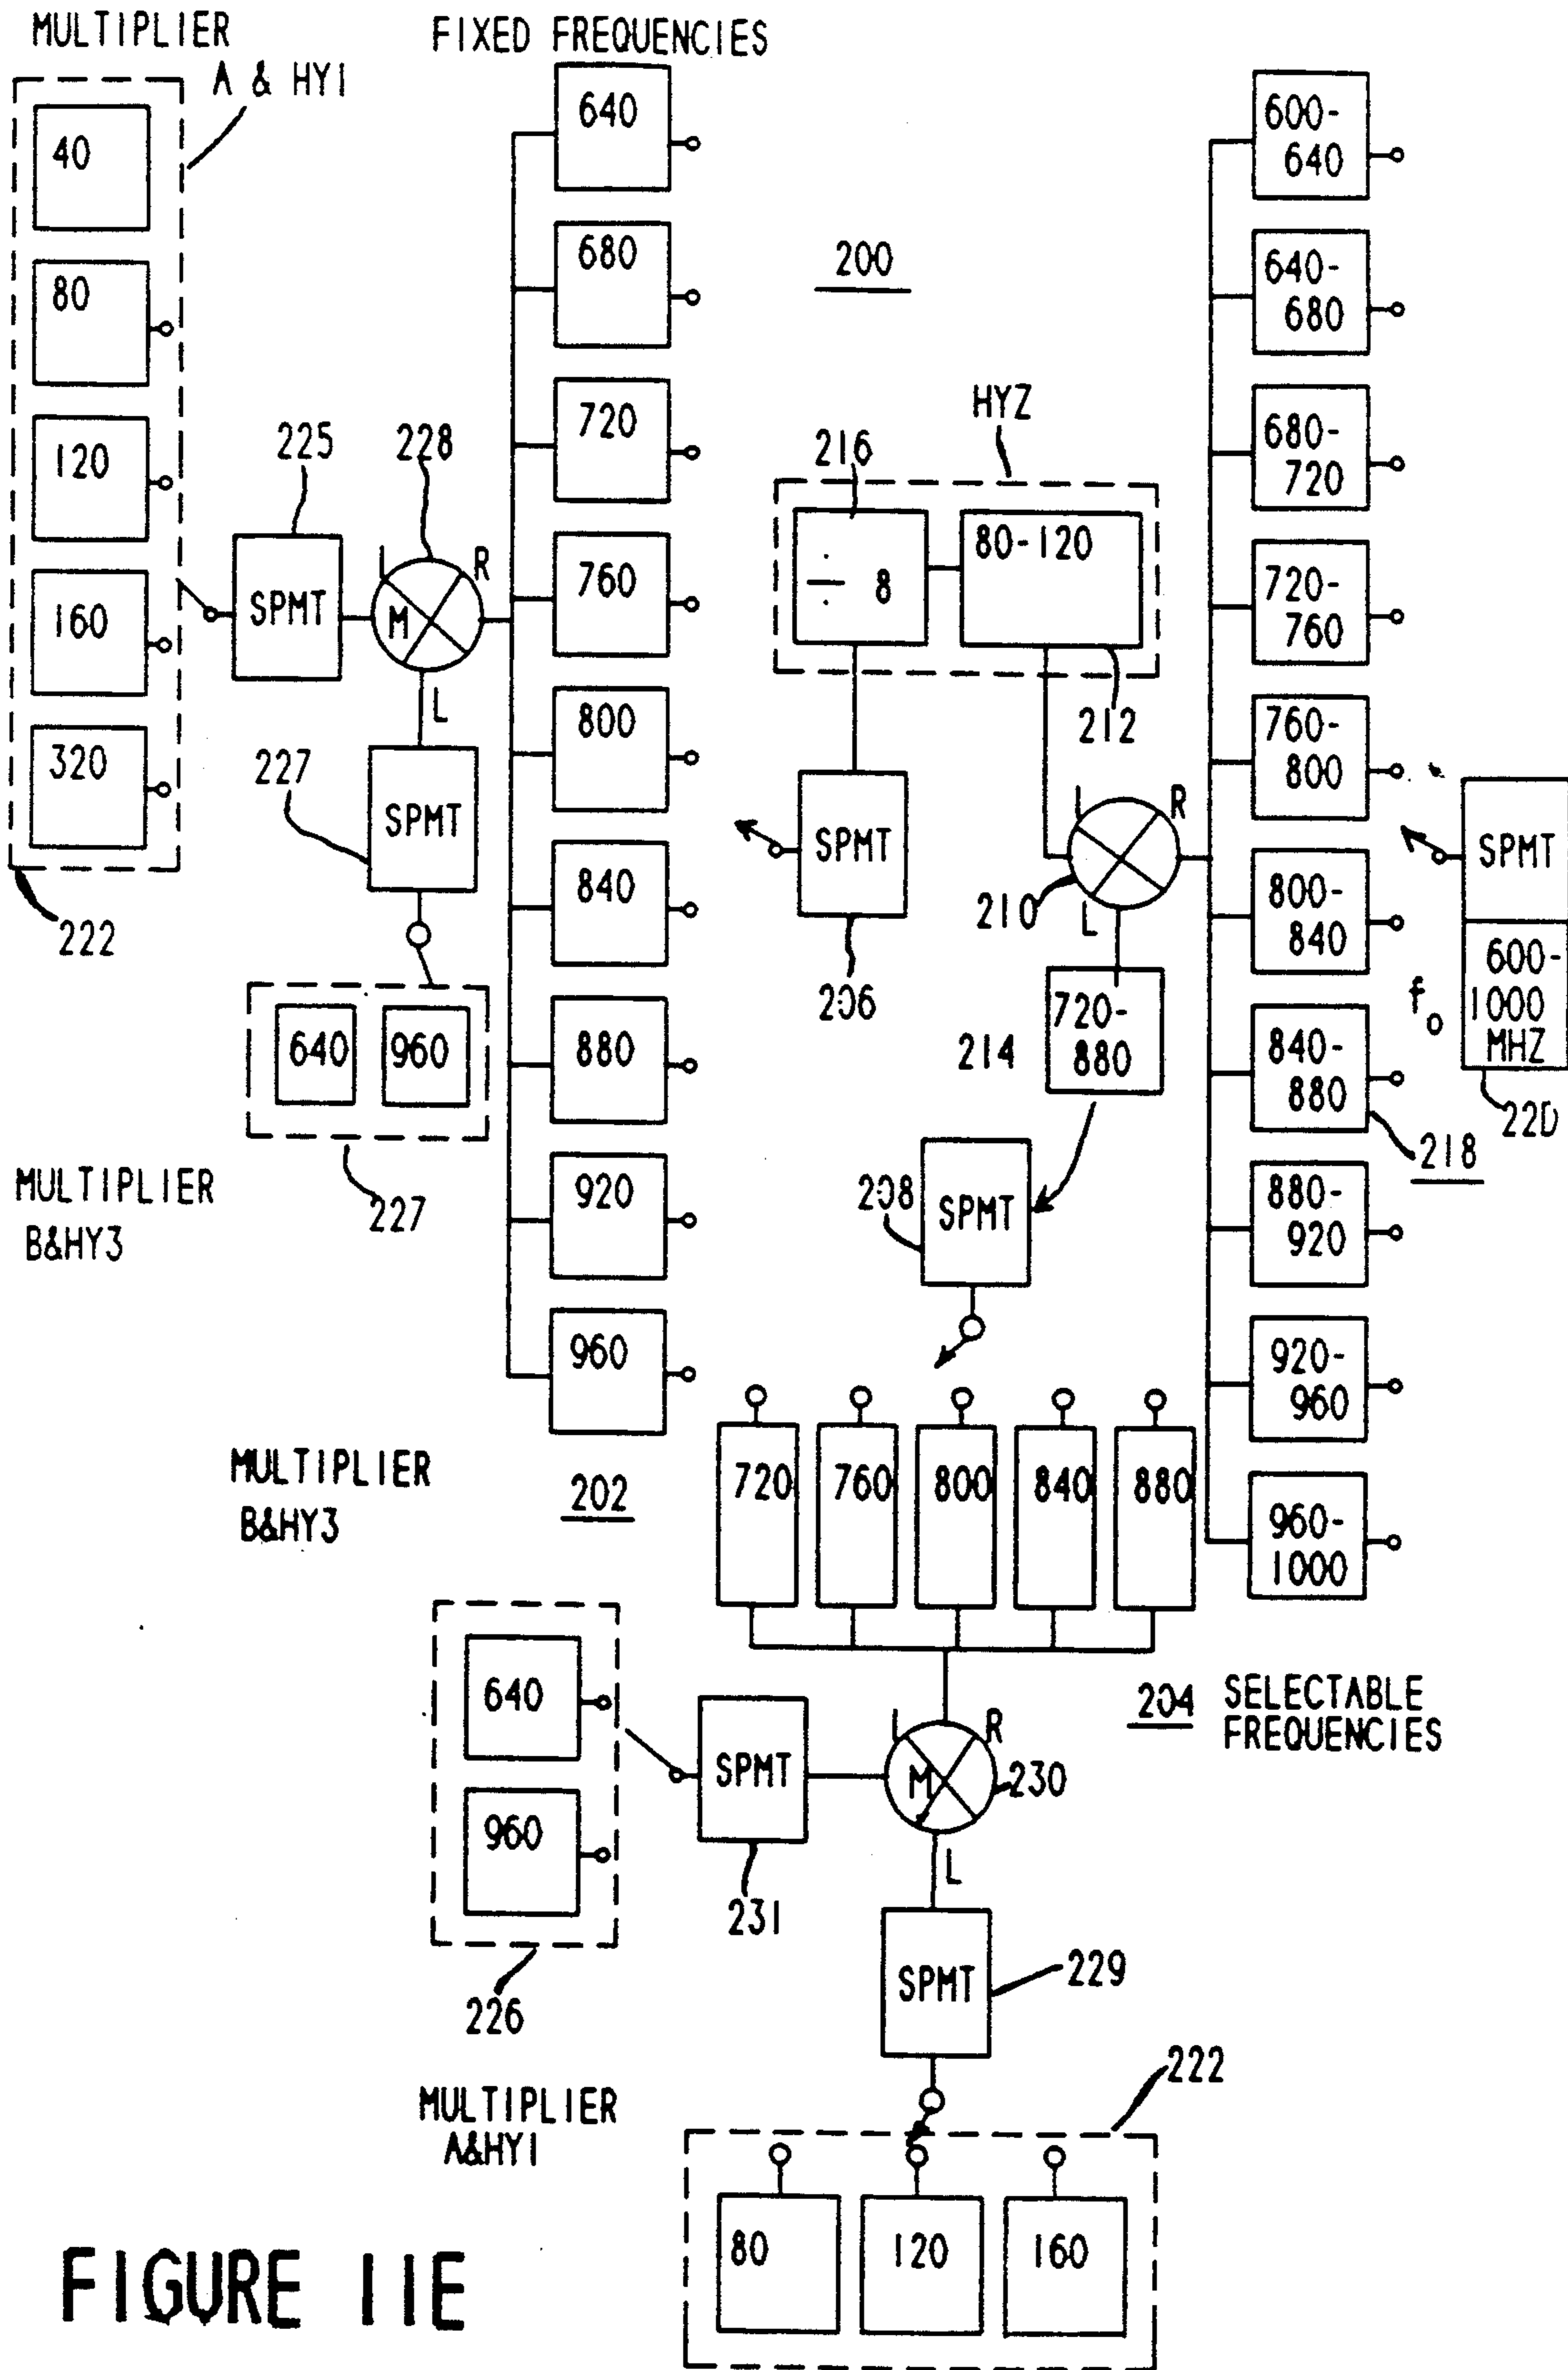 MULTIPLIER
A & HY1
FIXED FREQUENCIES
40
80
120
160
320
222
225
SPMT
228
I
R
M
L
227
SPMT
640
960
227
MULTIPLIER
B&HY3
640
680
720
760
800
840
880
920
960
MULTIPLIER
B&HY3
202
200
HYZ
216
÷ 8
80-120
212
SPMT
206
I
R
210
L
214
720-
880
208
SPMT
720
760
800
840
880
204 SELECTABLE
FREQUENCIES
600-
640
640-
680
680-
720
720-
760
760-
800
800-
840
840-
880
218
880-
920
920-
960
960-
1000
SPMT
fo
600-
1000
MHZ
220
640
960
226
SPMT
231
I
R
M
230
L
SPMT
229
MULTIPLIER
A&HY1
222
80
120
160
FIGURE 11E